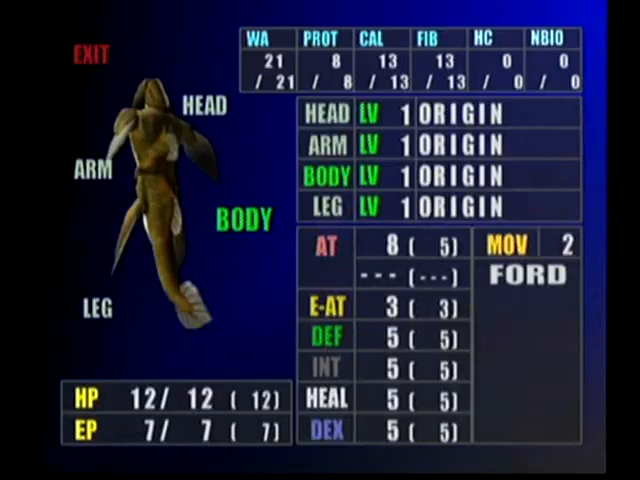 EXIT
WA PROT CAL FIB HC NBIO
21 8 13 13 0 0
/ 21 / 8 / 13 / 13 / 0 / 0
HEAD
ARM
BODY
LEG
HEAD LV 1 ORIGIN
ARM LV 1 ORIGIN
BODY LV 1 ORIGIN
LEG LV 1 ORIGIN
AT 8 ( 5) MOV 2
--- (---) FORD
E-AT 3 ( 3)
DEF 5 ( 5)
INT 5 ( 5)
HEAL 5 ( 5)
DEX 5 ( 5)
HP 12/ 12 ( 12)
EP 7/ 7 ( 7)